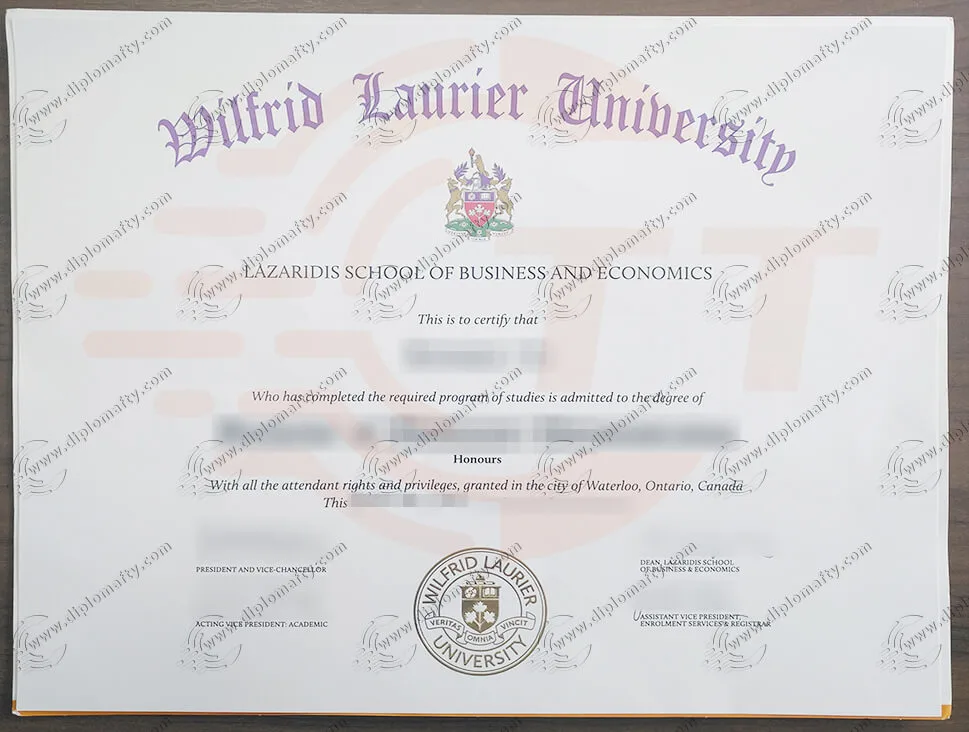 Wilfrid Laurier University
LAZARIDIS SCHOOL OF BUSINESS AND ECONOMICS
This is to certify that
Who has completed the required program of studies is admitted to the degree of
Honours
With all the attendant rights and privileges, granted in the city of Waterloo, Ontario, Canada
This
PRESIDENT AND VICE-CHANCELLOR
DEAN, LAZARIDIS SCHOOL
OF BUSINESS & ECONOMICS
ACTING VICE PRESIDENT: ACADEMIC
ASSISTANT VICE PRESIDENT,
ENROLMENT SERVICES & REGISTRAR
WILFRID LAURIER
VERITAS OMNIA VINCIT
UNIVERSITY
TT
www.diplomafty.com